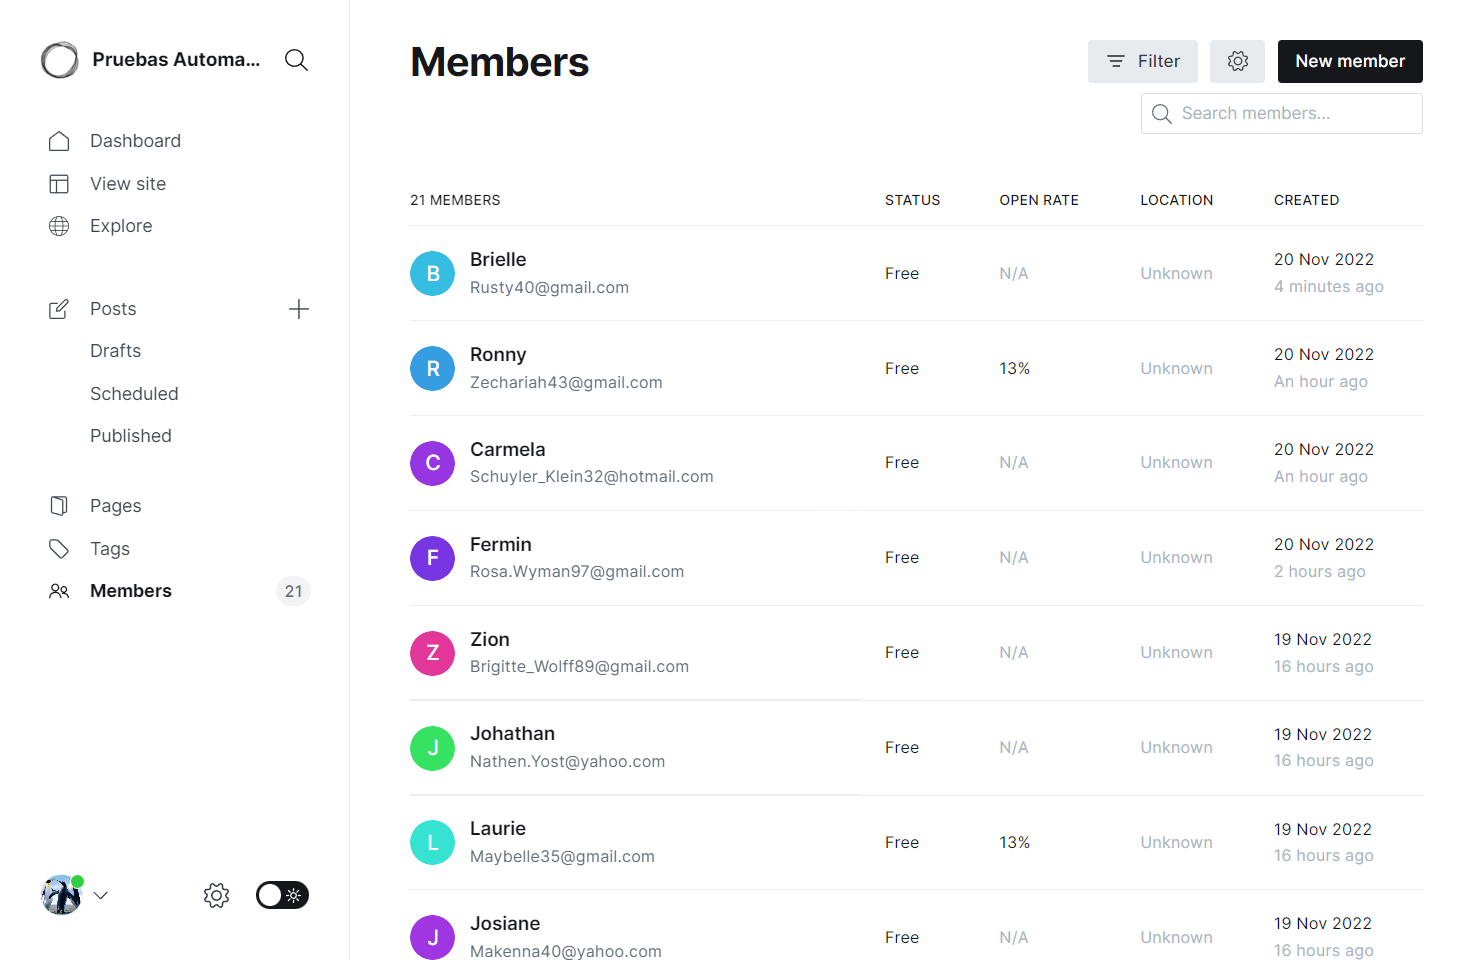 Pruebas Automa...
Dashboard
View site
Explore
Posts
Drafts
Scheduled
Published
Pages
Tags
Members 21
Members
Filter
New member
Search members...
21 MEMBERS STATUS OPEN RATE LOCATION CREATED
B Brielle
Rusty40@gmail.com
Free N/A Unknown
20 Nov 2022
4 minutes ago
R Ronny
Zechariah43@gmail.com
Free 13% Unknown
20 Nov 2022
An hour ago
C Carmela
Schuyler_Klein32@hotmail.com
Free N/A Unknown
20 Nov 2022
An hour ago
F Fermin
Rosa.Wyman97@gmail.com
Free N/A Unknown
20 Nov 2022
2 hours ago
Z Zion
Brigitte_Wolff89@gmail.com
Free N/A Unknown
19 Nov 2022
16 hours ago
J Johathan
Nathen.Yost@yahoo.com
Free N/A Unknown
19 Nov 2022
16 hours ago
L Laurie
Maybelle35@gmail.com
Free 13% Unknown
19 Nov 2022
16 hours ago
J Josiane
Makenna40@yahoo.com
Free N/A Unknown
19 Nov 2022
16 hours ago